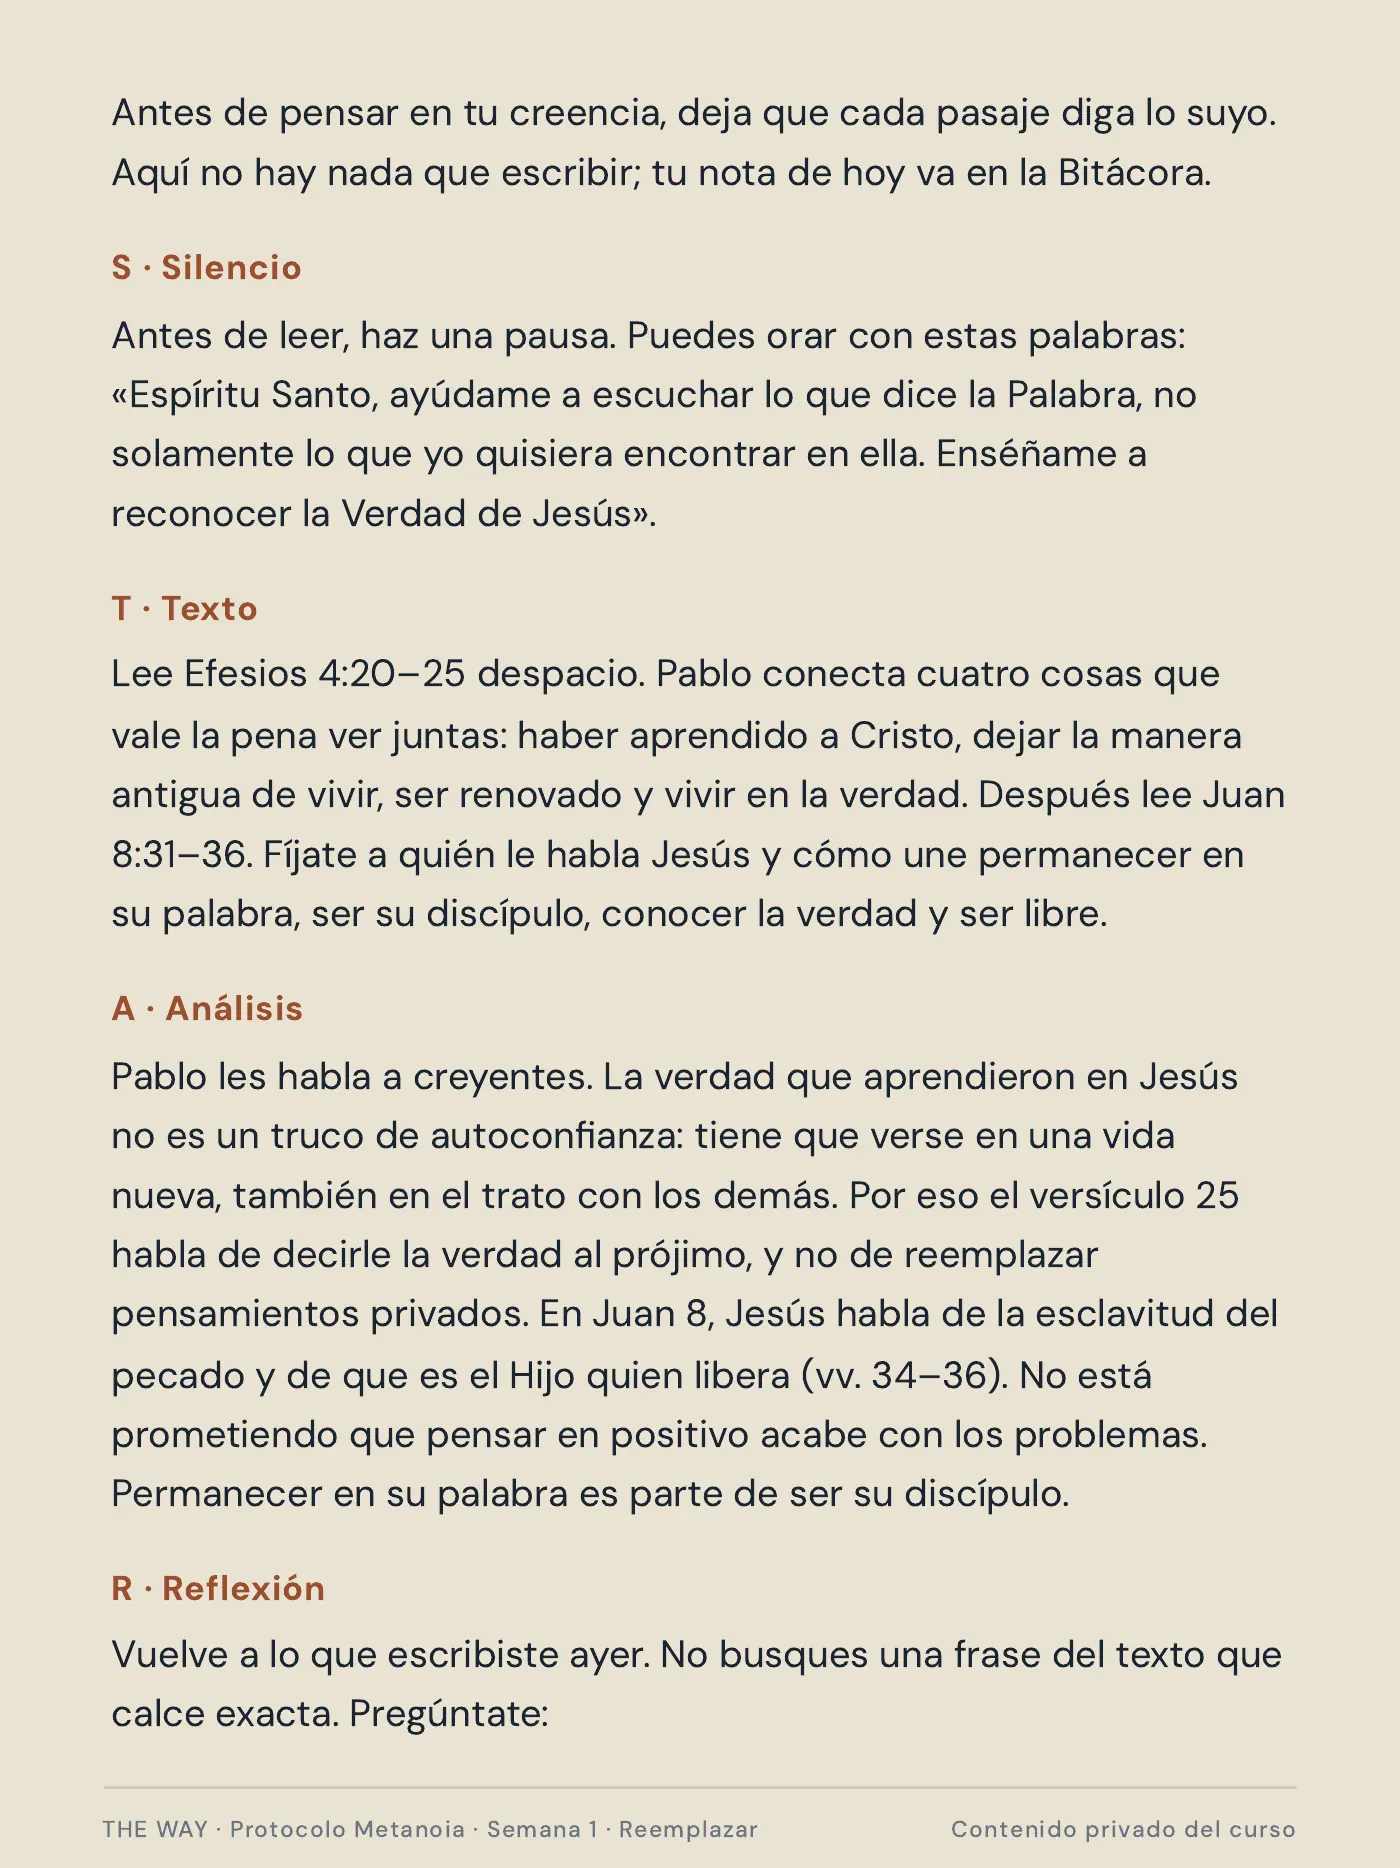 Antes de pensar en tu creencia, deja que cada pasaje diga lo suyo.
Aquí no hay nada que escribir; tu nota de hoy va en la Bitácora.
S · Silencio
Antes de leer, haz una pausa. Puedes orar con estas palabras:
«Espíritu Santo, ayúdame a escuchar lo que dice la Palabra, no
solamente lo que yo quisiera encontrar en ella. Enséñame a
reconocer la Verdad de Jesús».
T · Texto
Lee Efesios 4:20–25 despacio. Pablo conecta cuatro cosas que
vale la pena ver juntas: haber aprendido a Cristo, dejar la manera
antigua de vivir, ser renovado y vivir en la verdad. Después lee Juan
8:31–36. Fíjate a quién le habla Jesús y cómo une permanecer en
su palabra, ser su discípulo, conocer la verdad y ser libre.
A · Análisis
Pablo les habla a creyentes. La verdad que aprendieron en Jesús
no es un truco de autoconfianza: tiene que verse en una vida
nueva, también en el trato con los demás. Por eso el versículo 25
habla de decirle la verdad al prójimo, y no de reemplazar
pensamientos privados. En Juan 8, Jesús habla de la esclavitud del
pecado y de que es el Hijo quien libera (vv. 34–36). No está
prometiendo que pensar en positivo acabe con los problemas.
Permanecer en su palabra es parte de ser su discípulo.
R · Reflexión
Vuelve a lo que escribiste ayer. No busques una frase del texto que
calce exacta. Pregúntate:
THE WAY · Protocolo Metanoia · Semana 1 · Reemplazar
Contenido privado del curso